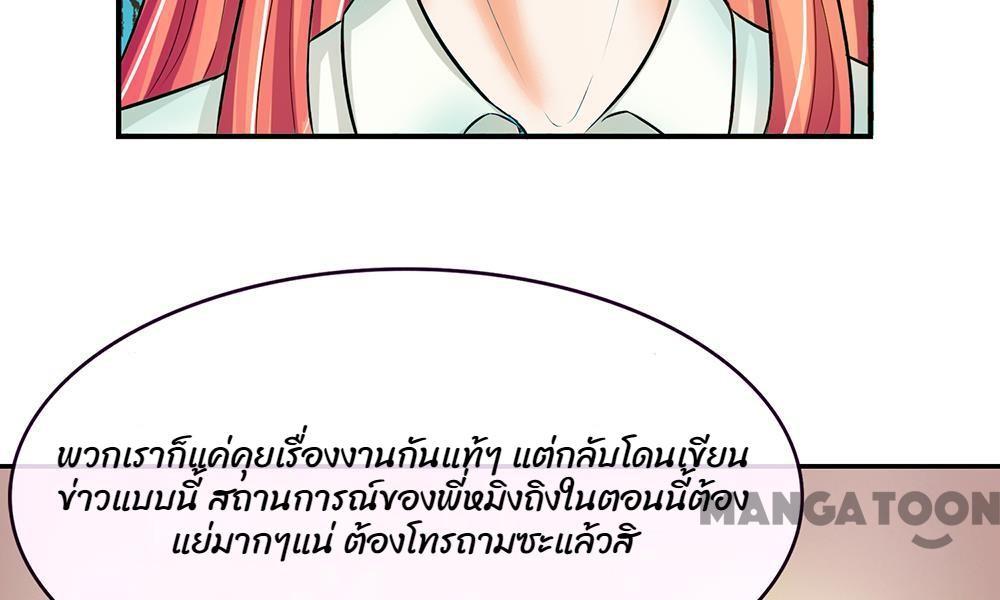 พวกเราก็แค่คุยเรื่องงานกันแท้ๆ แต่กลับโดนเขียน
ข่าวแบบนี้ สถานการณ์ของพี่หมิงถิงในตอนนี้ต้อง
แย่มากๆแน่ ต้องโทรถามซะแล้วสิ
MANGATOON